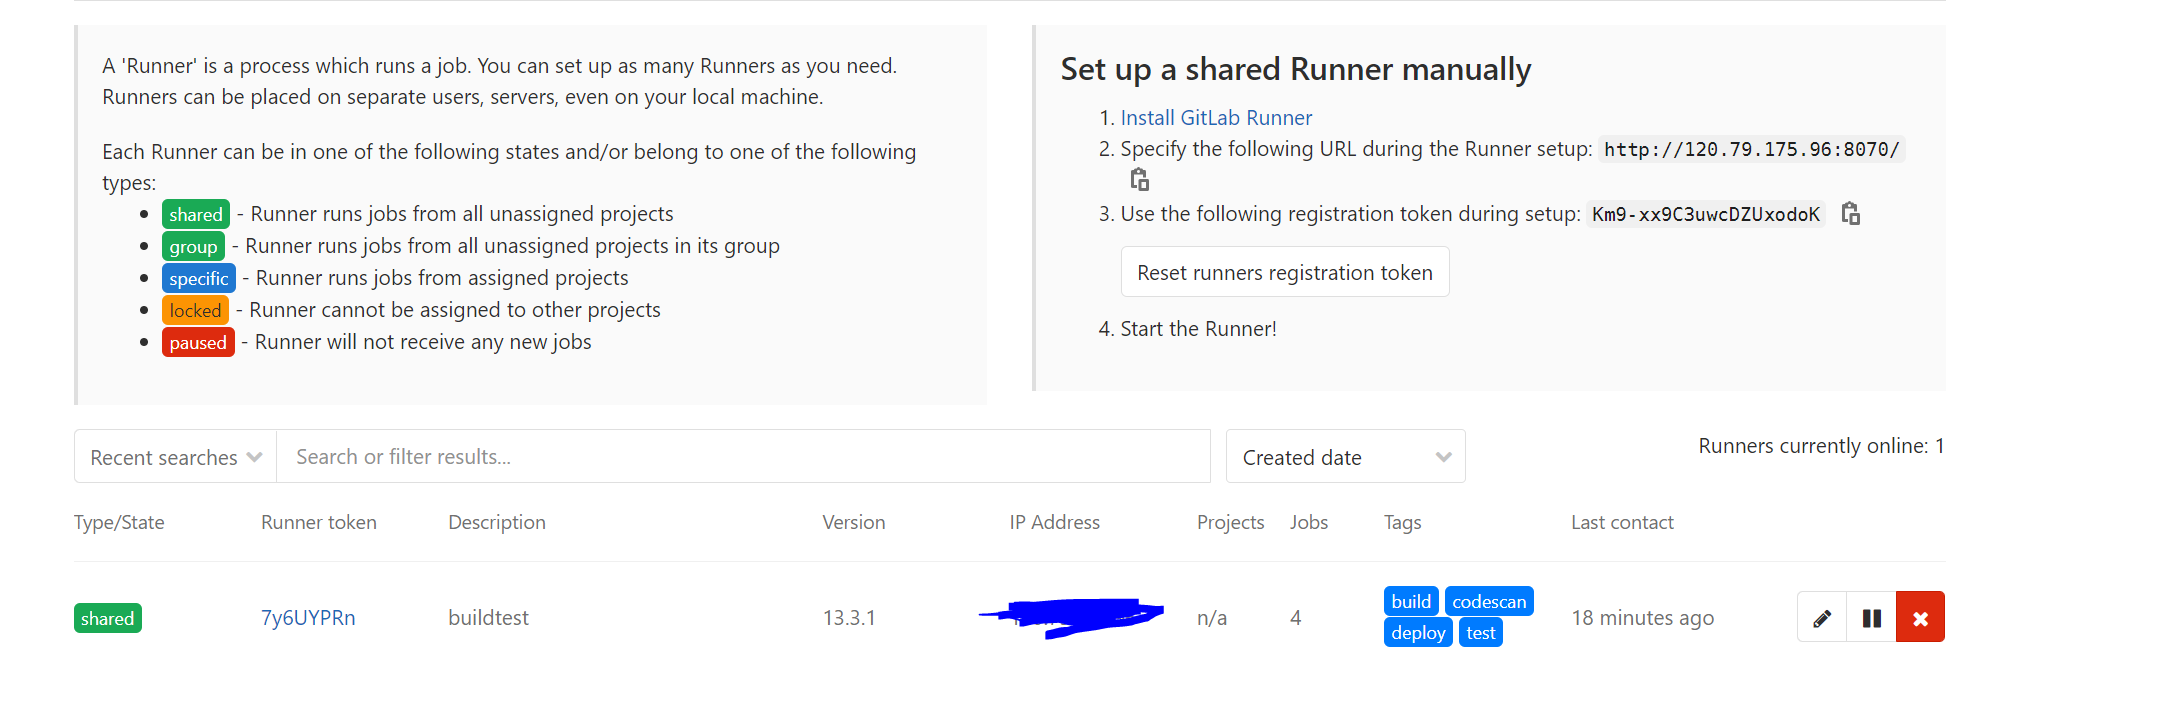 A 'Runner' is a process which runs a job. You can set up as many Runners as you need.
Runners can be placed on separate users, servers, even on your local machine.
Each Runner can be in one of the following states and/or belong to one of the following
types:
shared - Runner runs jobs from all unassigned projects
group - Runner runs jobs from all unassigned projects in its group
specific - Runner runs jobs from assigned projects
locked - Runner cannot be assigned to other projects
paused - Runner will not receive any new jobs
Set up a shared Runner manually
1. Install GitLab Runner
2. Specify the following URL during the Runner setup: http://120.79.175.96:8070/
3. Use the following registration token during setup: Km9-xx9C3uwcDZUxodoK
Reset runners registration token
4. Start the Runner!
Recent searches Search or filter results... Created date Runners currently online: 1
Type/State Runner token Description Version IP Address Projects Jobs Tags Last contact
shared 7y6UYPRn buildtest 13.3.1 n/a 4 build codescan 18 minutes ago
deploy test